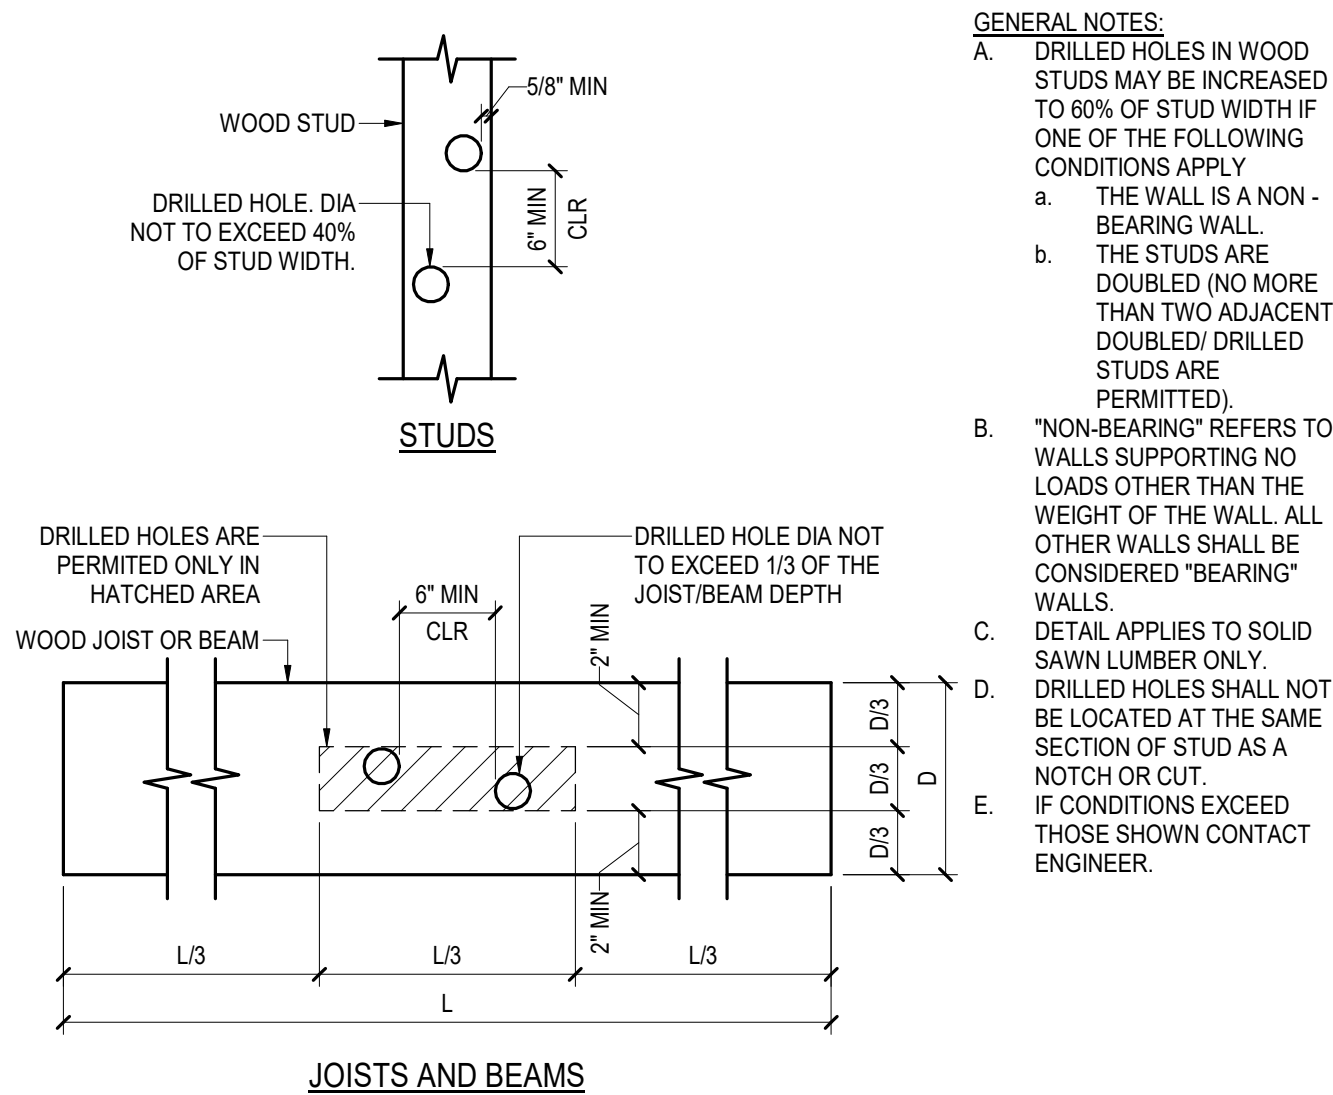 5/8" MIN
WOOD STUD
DRILLED HOLE. DIA
NOT TO EXCEED 40%
OF STUD WIDTH.
6" MIN
CLR
STUDS
DRILLED HOLES ARE
PERMITED ONLY IN
HATCHED AREA
WOOD JOIST OR BEAM
6" MIN
CLR
DRILLED HOLE DIA NOT
TO EXCEED 1/3 OF THE
JOIST/BEAM DEPTH
2" MIN
D/3
D/3
D/3
D
2" MIN
L/3
L/3
L/3
L
JOISTS AND BEAMS
GENERAL NOTES:
A. DRILLED HOLES IN WOOD
STUDS MAY BE INCREASED
TO 60% OF STUD WIDTH IF
ONE OF THE FOLLOWING
CONDITIONS APPLY
a. THE WALL IS A NON -
BEARING WALL.
b. THE STUDS ARE
DOUBLED (NO MORE
THAN TWO ADJACENT
DOUBLED/ DRILLED
STUDS ARE
PERMITTED).
B. "NON-BEARING" REFERS TO
WALLS SUPPORTING NO
LOADS OTHER THAN THE
WEIGHT OF THE WALL. ALL
OTHER WALLS SHALL BE
CONSIDERED "BEARING"
WALLS.
C. DETAIL APPLIES TO SOLID
SAWN LUMBER ONLY.
D. DRILLED HOLES SHALL NOT
BE LOCATED AT THE SAME
SECTION OF STUD AS A
NOTCH OR CUT.
E. IF CONDITIONS EXCEED
THOSE SHOWN CONTACT
ENGINEER.